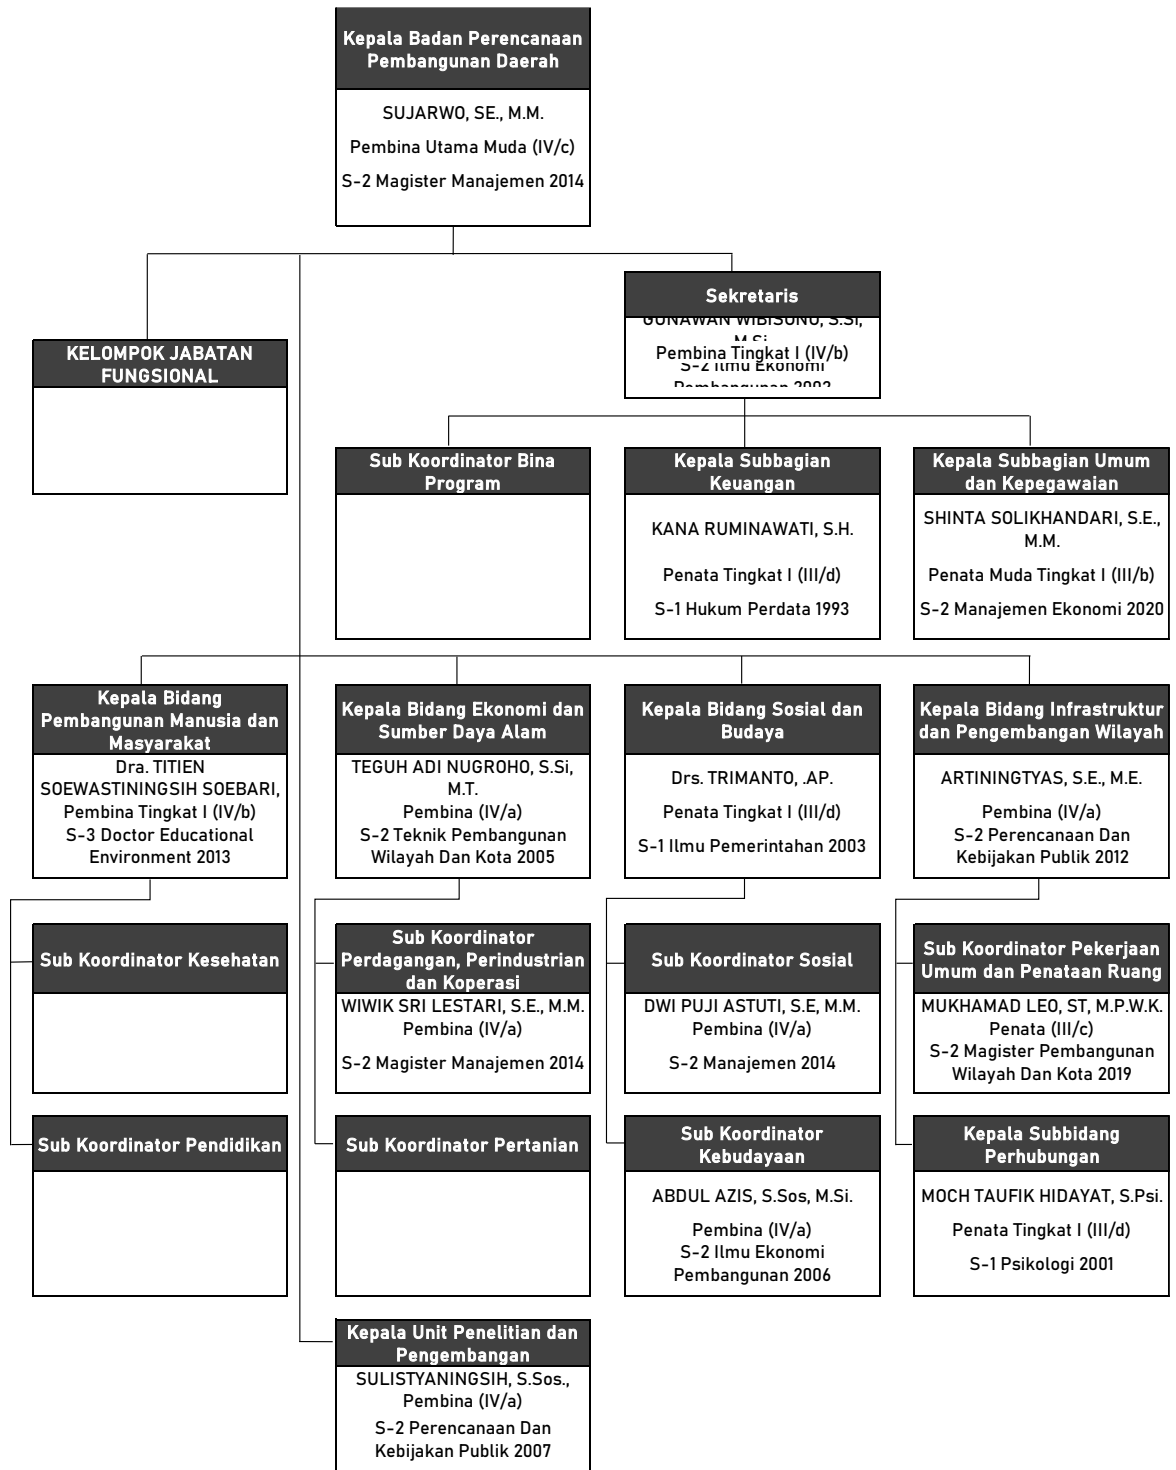 Kepala Badan Perencanaan
Pembangunan Daerah
SUJARWO, SE., M.M.
Pembina Utama Muda (IV/c)
S-2 Magister Manajemen 2014
Sekretaris
GUNAWAN WIBISONO, S.Si,
M.Si
Pembina Tingkat I (IV/b)
S-2 Ilmu Ekonomi
Pembangunan 2002
KELOMPOK JABATAN
FUNGSIONAL
Sub Koordinator Bina
Program
Kepala Subbagian
Keuangan
KANA RUMINAWATI, S.H.
Penata Tingkat I (III/d)
S-1 Hukum Perdata 1993
Kepala Subbagian Umum
dan Kepegawaian
SHINTA SOLIKHANDARI, S.E.,
M.M.
Penata Muda Tingkat I (III/b)
S-2 Manajemen Ekonomi 2020
Kepala Bidang
Pembangunan Manusia dan
Masyarakat
Dra. TITIEN
SOEWASTININGSIH SOEBARI,
Pembina Tingkat I (IV/b)
S-3 Doctor Educational
Environment 2013
Kepala Bidang Ekonomi dan
Sumber Daya Alam
TEGUH ADI NUGROHO, S.Si,
M.T.
Pembina (IV/a)
S-2 Teknik Pembangunan
Wilayah Dan Kota 2005
Kepala Bidang Sosial dan
Budaya
Drs. TRIMANTO, .AP.
Penata Tingkat I (III/d)
S-1 Ilmu Pemerintahan 2003
Kepala Bidang Infrastruktur
dan Pengembangan Wilayah
ARTININGTYAS, S.E., M.E.
Pembina (IV/a)
S-2 Perencanaan Dan
Kebijakan Publik 2012
Sub Koordinator Kesehatan
Sub Koordinator
Perdagangan, Perindustrian
dan Koperasi
WIWIK SRI LESTARI, S.E., M.M.
Pembina (IV/a)
S-2 Magister Manajemen 2014
Sub Koordinator Sosial
DWI PUJI ASTUTI, S.E, M.M.
Pembina (IV/a)
S-2 Manajemen 2014
Sub Koordinator Pekerjaan
Umum dan Penataan Ruang
MUKHAMAD LEO, ST, M.P.W.K.
Penata (III/c)
S-2 Magister Pembangunan
Wilayah Dan Kota 2019
Sub Koordinator Pendidikan
Sub Koordinator Pertanian
Sub Koordinator
Kebudayaan
ABDUL AZIS, S.Sos, M.Si.
Pembina (IV/a)
S-2 Ilmu Ekonomi
Pembangunan 2006
Kepala Subbidang
Perhubungan
MOCH TAUFIK HIDAYAT, S.Psi.
Penata Tingkat I (III/d)
S-1 Psikologi 2001
Kepala Unit Penelitian dan
Pengembangan
SULISTYANINGSIH, S.Sos.,
Pembina (IV/a)
S-2 Perencanaan Dan
Kebijakan Publik 2007